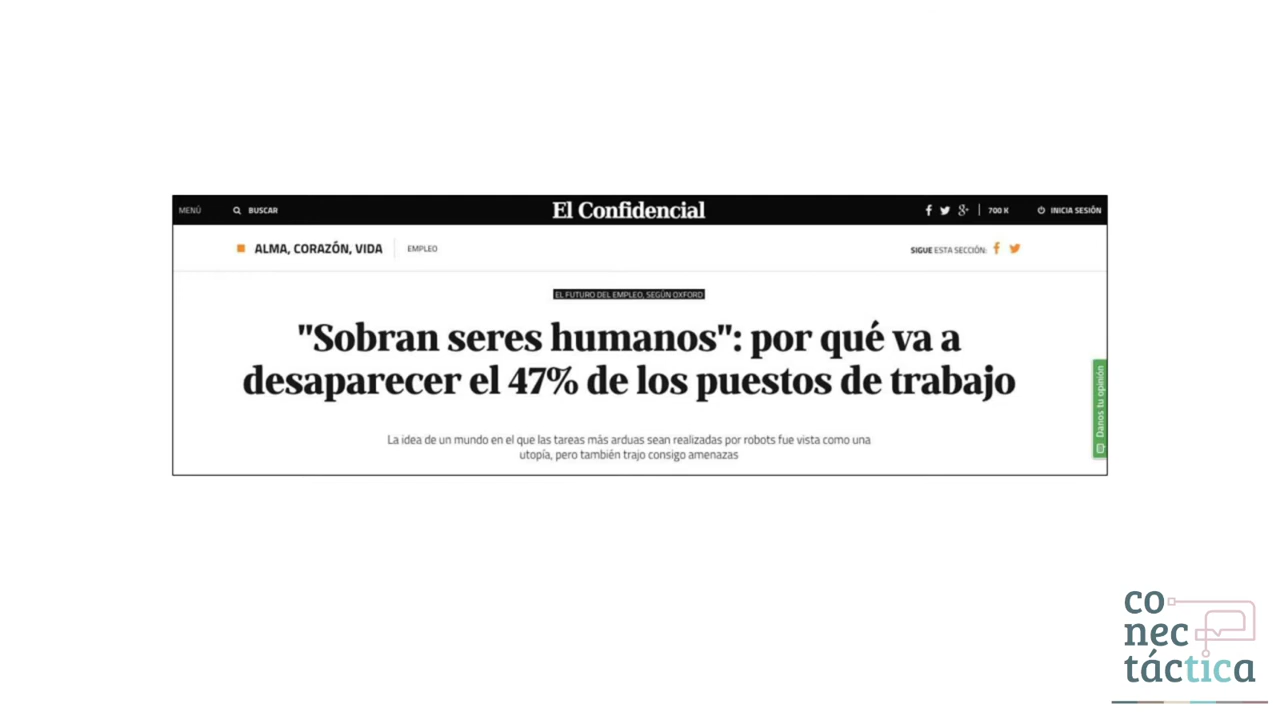 MENÚ BUSCAR El Confidencial 700 K INICIA SESIÓN
ALMA, CORAZÓN, VIDA EMPLEO SIGUE ESTA SECCIÓN:
EL FUTURO DEL EMPLEO, SEGÚN OXFORD
"Sobran seres humanos": por qué va a
desaparecer el 47% de los puestos de trabajo
La idea de un mundo en el que las tareas más arduas sean realizadas por robots fue vista como una
utopía, pero también trajo consigo amenazas
Danos tu opinión
co
nec
táctica